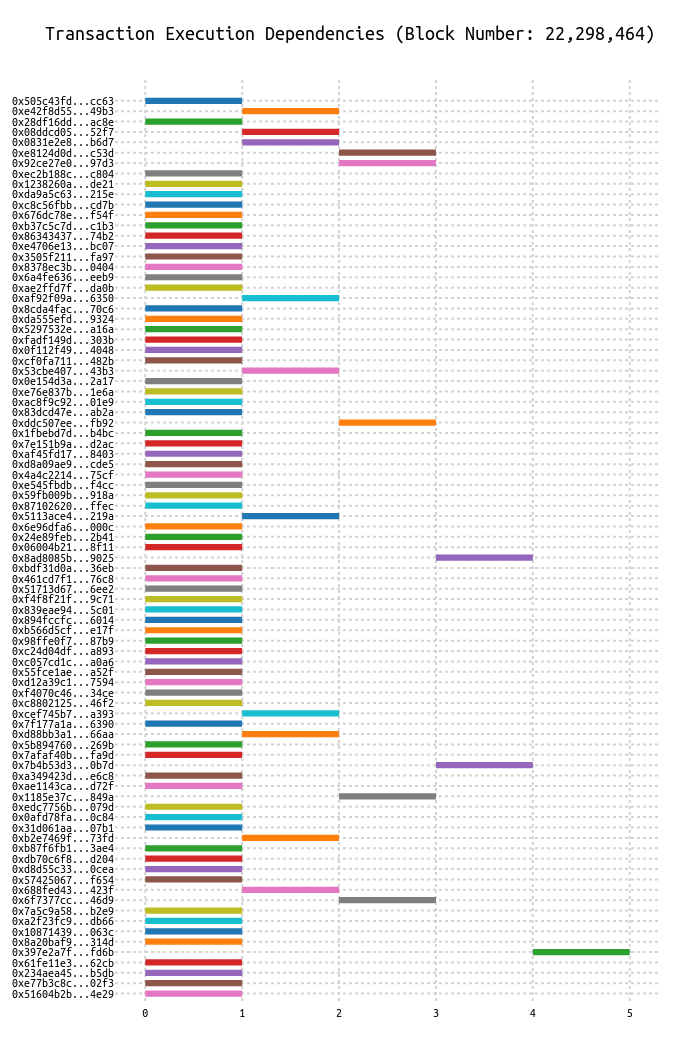 Transaction Execution Dependencies (Block Number: 22,298,464)
0x505c43fd...cc63
0xe42f8d55...49b3
0x28df16dd...ac8e
0x08ddcd05...52f7
0x0831e2e8...b6d7
0xe8124d0d...c53d
0x92ce27e0...97d3
0xec2b188c...c804
0x1238260a...de21
0xda9a5c63...215e
0xc8c56fbb...cd7b
0x676dc78e...f54f
0xb37c5c7d...c1b3
0x86343437...74b2
0xe4706e13...bc07
0x3505f211...fa97
0x8378ec3b...0404
0x6a4fe636...eeb9
0xae2ffd7f...da0b
0xaf92f09a...6350
0x8cda4fac...70c6
0xda555efd...9324
0x5297532e...a16a
0xfadf149d...303b
0x0f112f49...4048
0xcf0fa711...482b
0x53cbe407...43b3
0x0e154d3a...2a17
0xe76e837b...1e6a
0xac8f9c92...01e9
0x83dcd47e...ab2a
0xddc507ee...fb92
0x1fbebd7d...b4bc
0x7e151b9a...d2ac
0xaf45fd17...8403
0xd8a09ae9...cde5
0x4a4c2214...75cf
0xe545fbdb...f4cc
0x59fb009b...918a
0x87102620...ffec
0x5113ace4...219a
0x6e96dfa6...000c
0x24e89feb...2b41
0x06004b21...8f11
0x8ad8085b...9025
0xbdf31d0a...36eb
0x461cd7f1...76c8
0x51713d67...6ee2
0xf4f8f21f...9c71
0x839eae94...5c01
0x894fccfc...6014
0xb566d5cf...e17f
0x98ffe0f7...87b9
0xc24d04df...a893
0xc057cd1c...a0a6
0x55fce1ae...a52f
0xd12a39c1...7594
0xf4070c46...34ce
0xc8802125...46f2
0xcef745b7...a393
0x7f177a1a...6390
0xd88bb3a1...66aa
0x5b894760...269b
0x7afaf40b...fa9d
0x7b4b53d3...0b7d
0xa349423d...e6c8
0xae1143ca...d72f
0x1185e37c...849a
0xedc7756b...079d
0x0afd78fa...0c84
0x31d061aa...07b1
0xb2e7469f...73fd
0xb87f6fb1...3ae4
0xdb70c6f8...d204
0xd8d55c33...0cea
0x57425067...f654
0x688fed43...423f
0x6f7377cc...46d9
0x7a5c9a58...b2e9
0xa2f23fc9...db66
0x10871439...063c
0x8a20baf9...314d
0x397e2a7f...fd6b
0x61fe11e3...62cb
0x234aea45...b5db
0xe77b3c8c...02f3
0x51604b2b...4e29
0 1 2 3 4 5